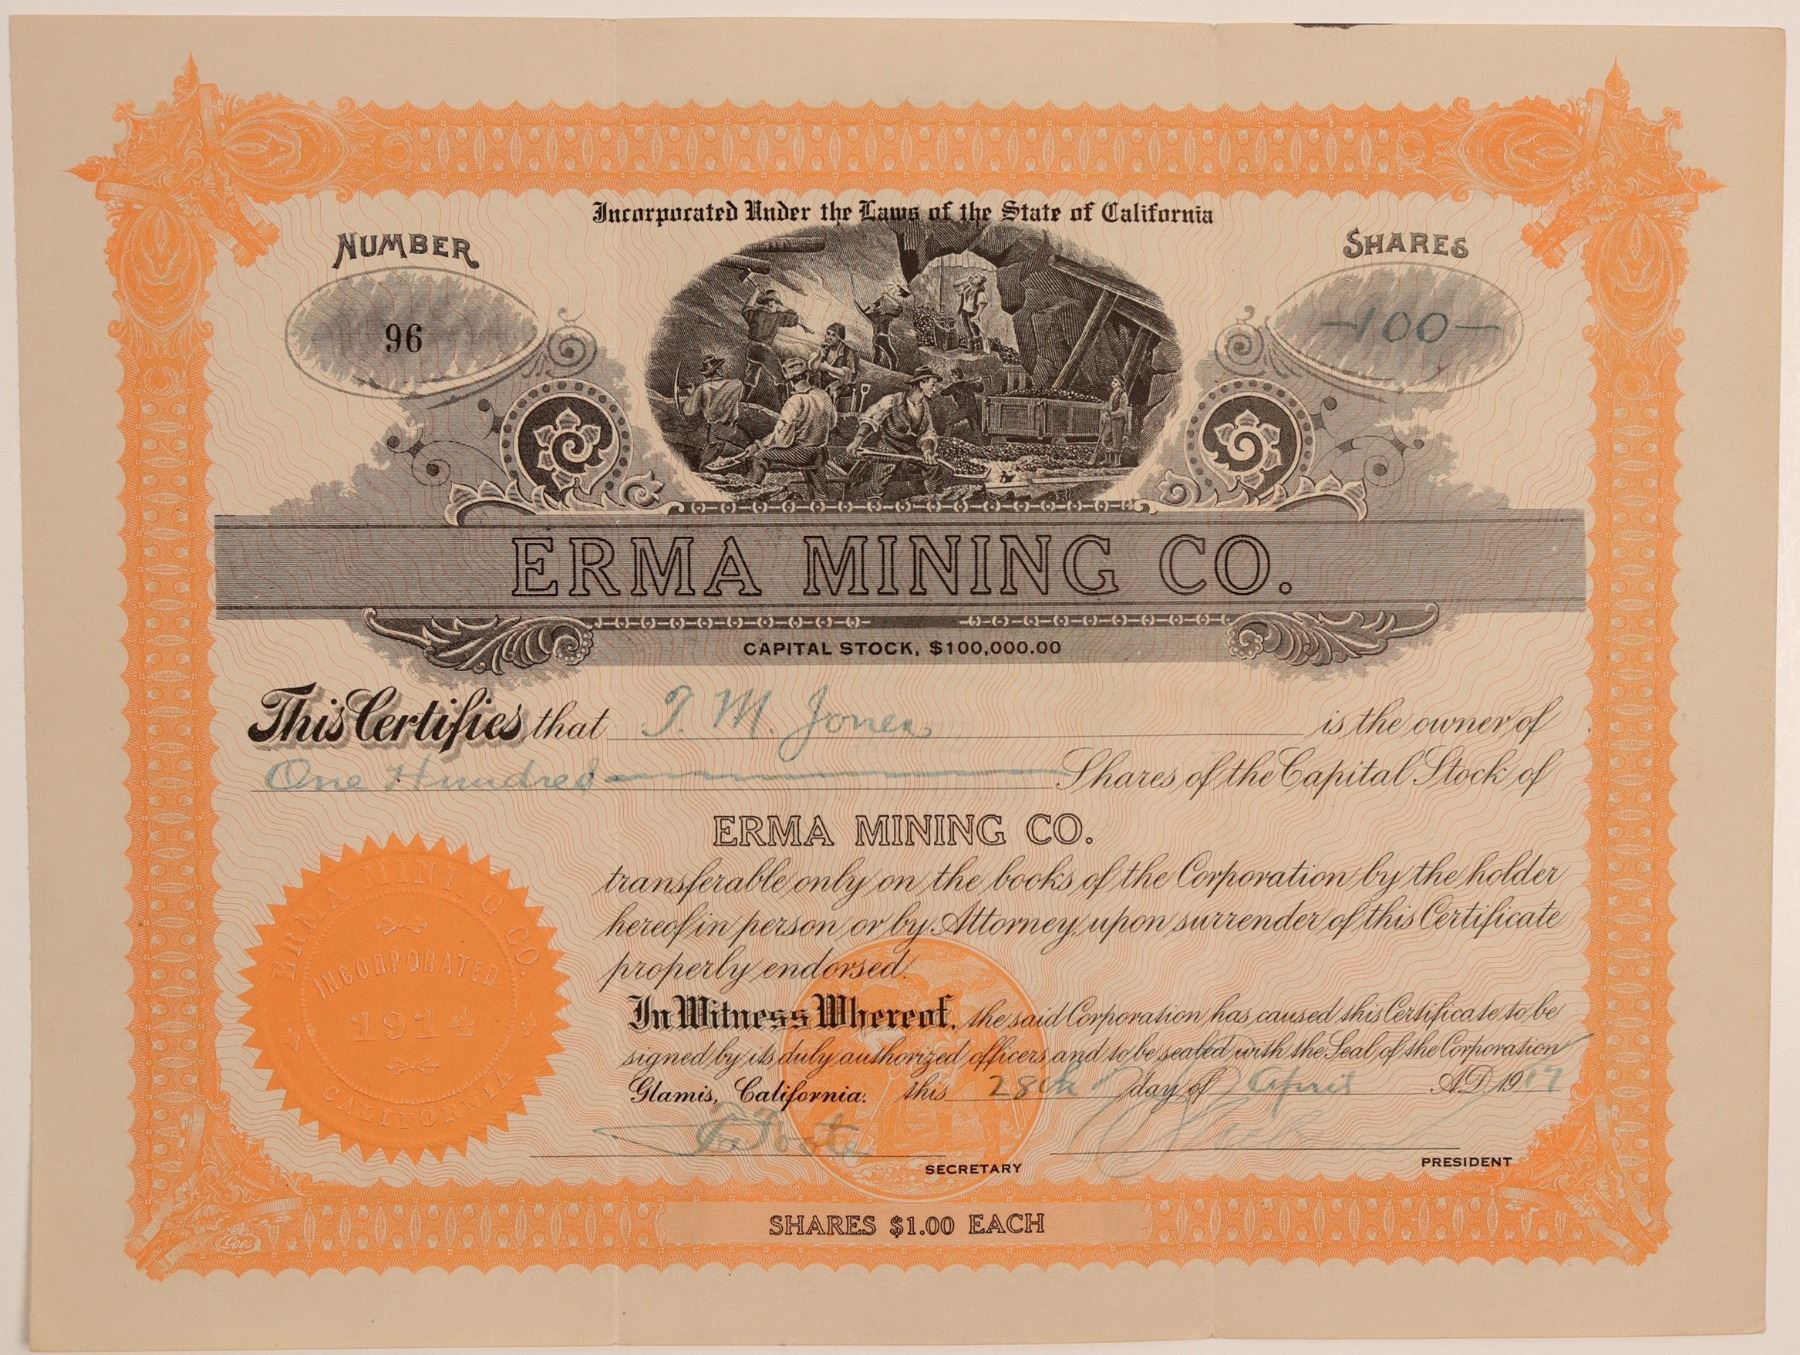 Incorporated Under the Laws of the State of California
NUMBER
SHARES
96
—100—
ERMA MINING CO.
CAPITAL STOCK, $100,000.00
This Certifies that J. M. Jones is the owner of
One Hundred Shares of the Capital Stock of
ERMA MINING CO.
transferable only on the books of the Corporation by the holder
hereof in person or by Attorney upon surrender of this Certificate
properly endorsed.
In Witness Whereof, the said Corporation has caused this Certificate to be
signed by its duly authorized officers and to be sealed with the Seal of the Corporation
Glamis, California. this 28th day of April A.D. 1917
SECRETARY
PRESIDENT
ERMA MINING CO.
INCORPORATED
1914
CALIFORNIA
SHARES $1.00 EACH
Goes